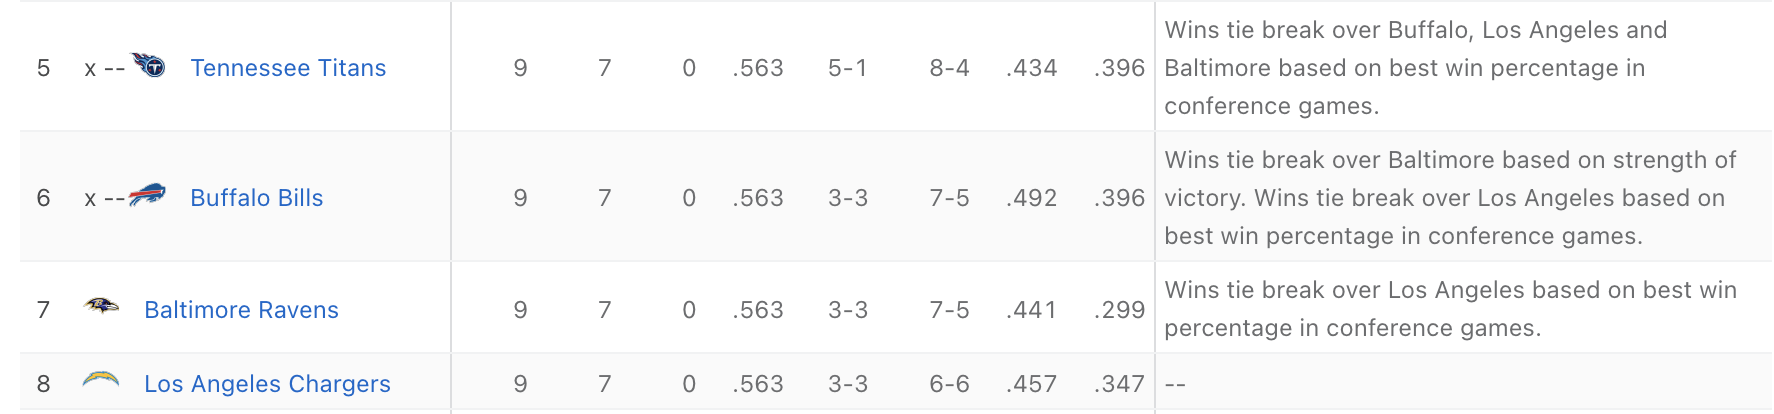 5 x -- Tennessee Titans 9 7 0 .563 5-1 8-4 .434 .396 Wins tie break over Buffalo, Los Angeles and
Baltimore based on best win percentage in
conference games.
6 x -- Buffalo Bills 9 7 0 .563 3-3 7-5 .492 .396 Wins tie break over Baltimore based on strength of
victory. Wins tie break over Los Angeles based on
best win percentage in conference games.
7 Baltimore Ravens 9 7 0 .563 3-3 7-5 .441 .299 Wins tie break over Los Angeles based on best win
percentage in conference games.
8 Los Angeles Chargers 9 7 0 .563 3-3 6-6 .457 .347 --